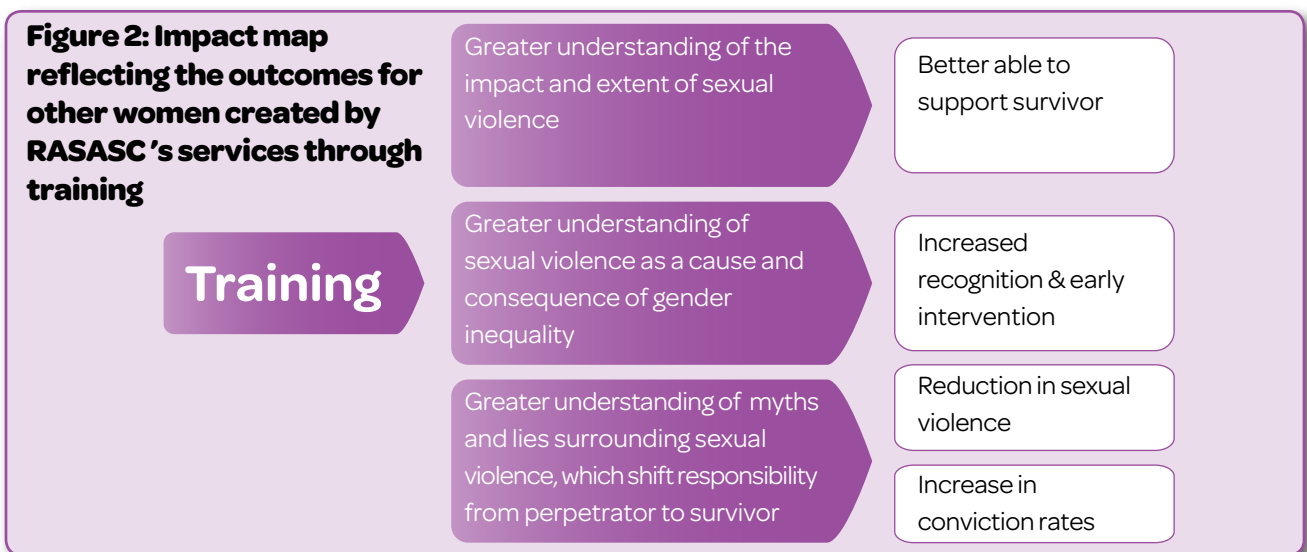 Figure 2: Impact map
reflecting the outcomes for
other women created by
RASASC 's services through
training
Training
Greater understanding of the
impact and extent of sexual
violence
Greater understanding of
sexual violence as a cause and
consequence of gender
inequality
Greater understanding of myths
and lies surrounding sexual
violence, which shift responsibility
from perpetrator to survivor
Better able to
support survivor
Increased
recognition & early
intervention
Reduction in sexual
violence
Increase in
conviction rates